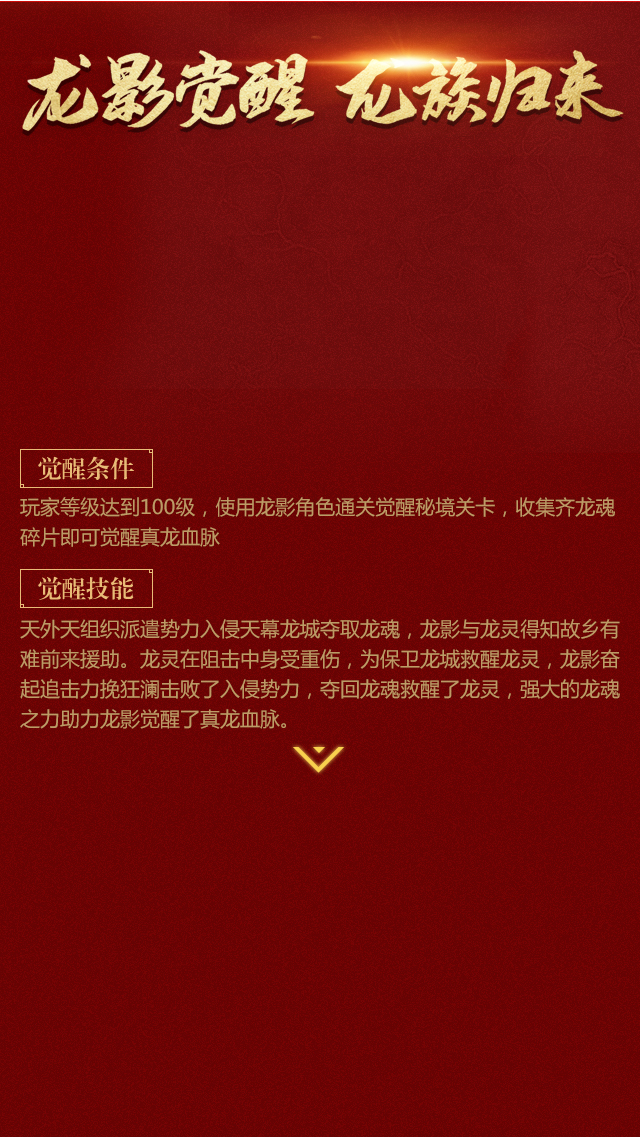 龙影觉醒 龙族归来
觉醒条件
玩家等级达到100级，使用龙影角色通关觉醒秘境关卡，收集齐龙魂
碎片即可觉醒真龙血脉
觉醒技能
天外天组织派遣势力入侵天幕龙城夺取龙魂，龙影与龙灵得知故乡有
难前来援助。龙灵在阻击中身受重伤，为保卫龙城救醒龙灵，龙影奋
起追击力挽狂澜击败了入侵势力，夺回龙魂救醒了龙灵，强大的龙魂
之力助力龙影觉醒了真龙血脉。